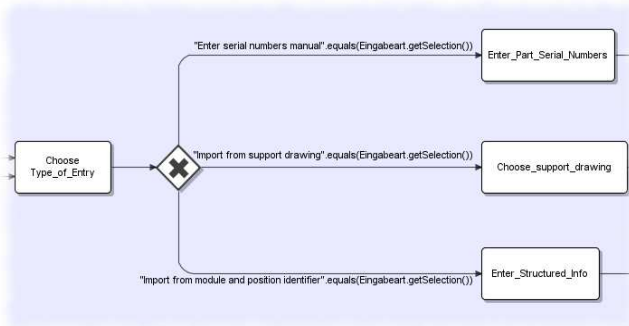 "Enter serial numbers manual".equals(Eingabeart.getSelection())
Enter_Part_Serial_Numbers
Choose
Type_of_Entry
"Import from support drawing".equals(Eingabeart.getSelection())
Choose_support_drawing
"Import from module and position identifier".equals(Eingabeart.getSelection())
Enter_Structured_Info